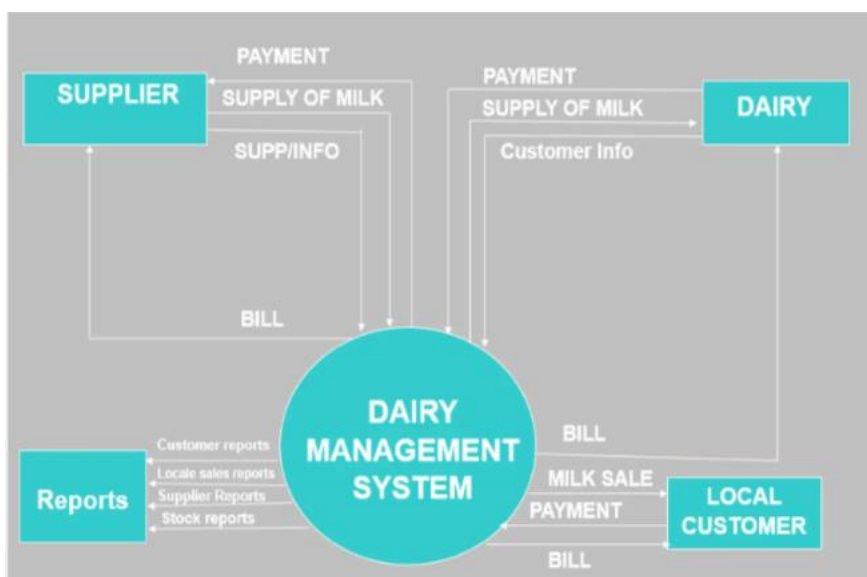 PAYMENT
SUPPLIER
SUPPLY OF MILK
SUPP/INFO
PAYMENT
SUPPLY OF MILK
DAIRY
Customer Info
BILL
DAIRY
MANAGEMENT
SYSTEM
BILL
Customer reports
Locale sales reports
Supplier Reports
Stock reports
Reports
MILK SALE
PAYMENT
BILL
LOCAL
CUSTOMER